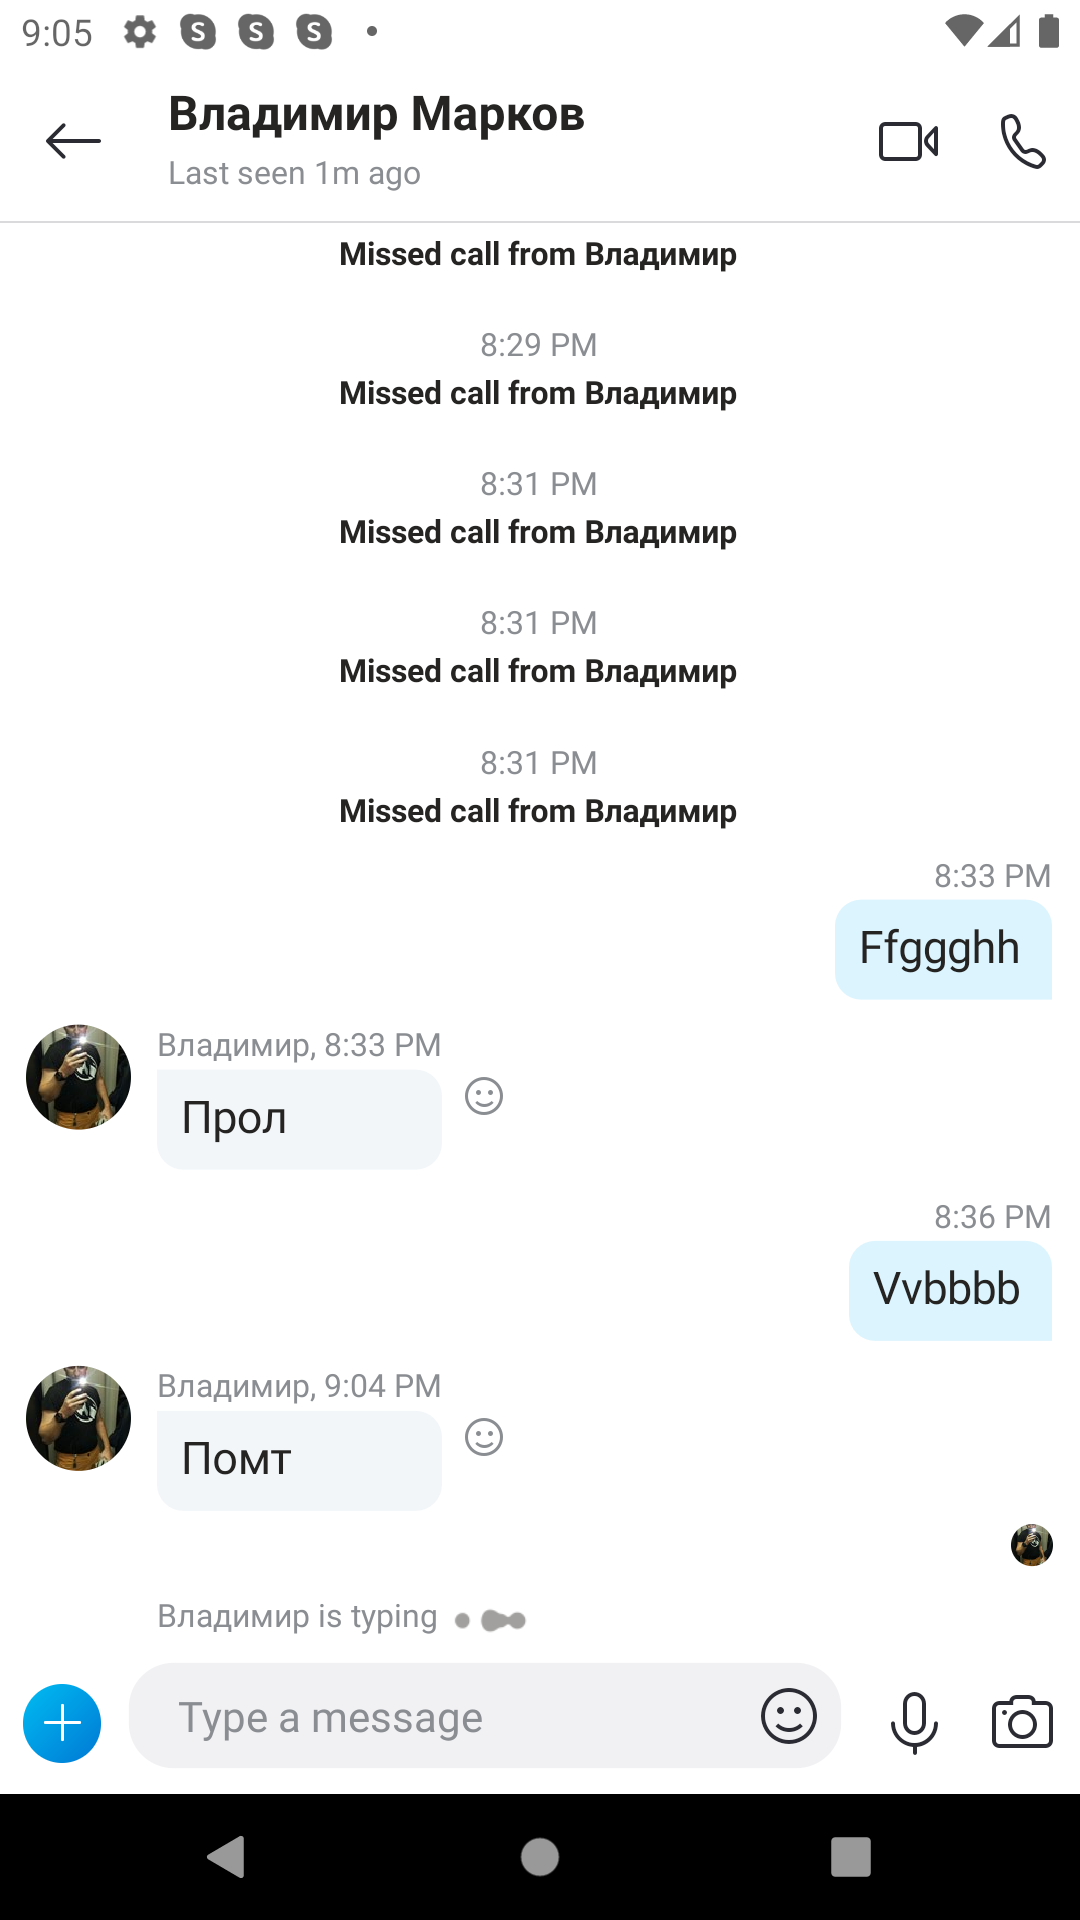 9:05
Владимир Марков
Last seen 1m ago
Missed call from Владимир
8:29 PM
Missed call from Владимир
8:31 PM
Missed call from Владимир
8:31 PM
Missed call from Владимир
8:31 PM
Missed call from Владимир
8:33 PM
Ffggghh
Владимир, 8:33 PM
Прол
8:36 PM
Vvbbbb
Владимир, 9:04 PM
Помт
Владимир is typing
Type a message